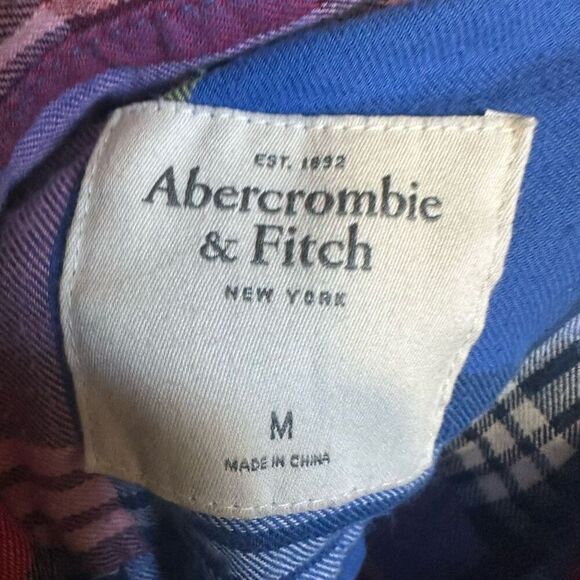 EST. 1892
Abercrombie
& Fitch
NEW YORK
M
MADE IN CHINA